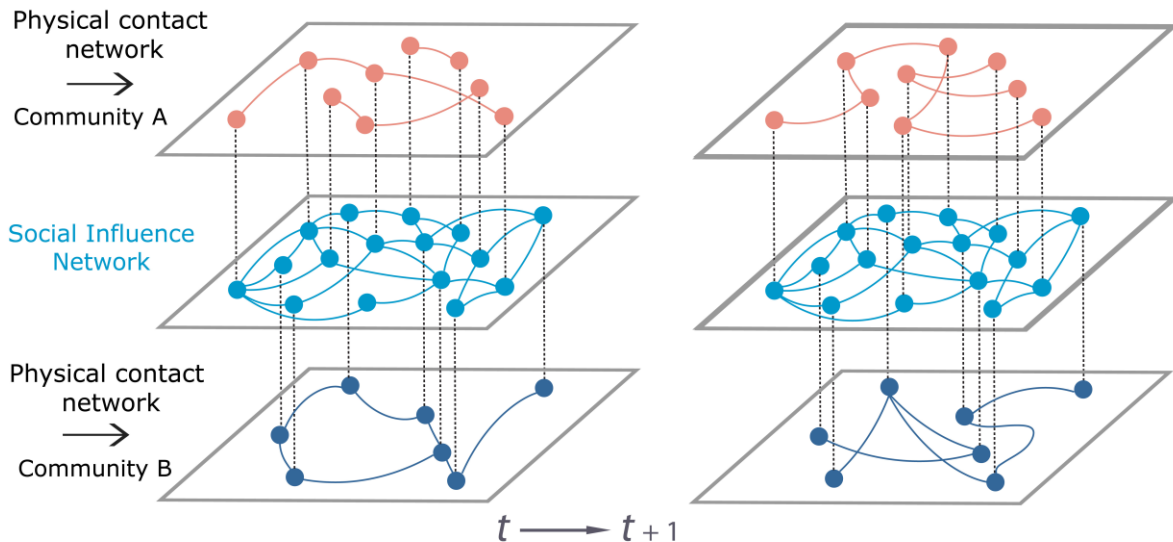 Physical contact
network
Community A
Social Influence
Network
Physical contact
network
Community B
t t + 1